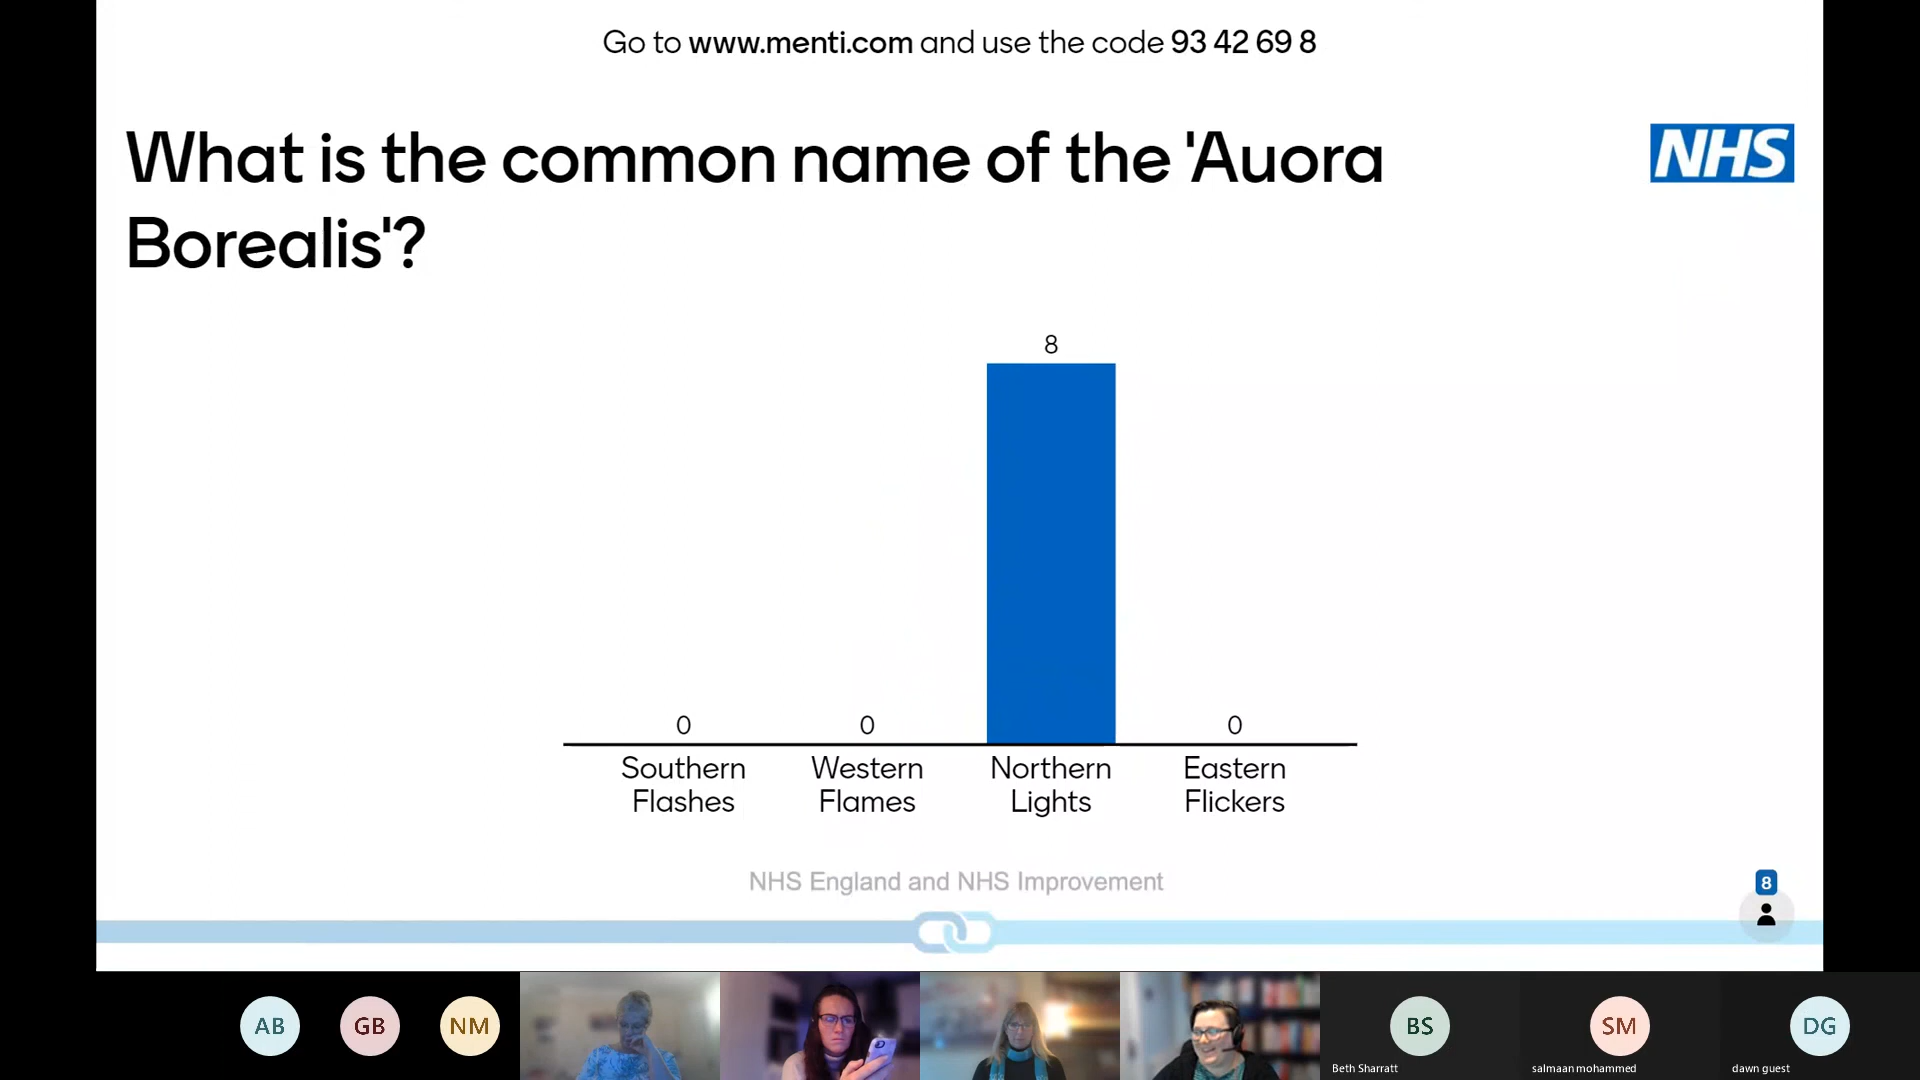 Go to www.menti.com and use the code 93 42 69 8
What is the common name of the 'Auora
Borealis'?
NHS
8
0
0
0
Southern
Flashes
Western
Flames
Northern
Lights
Eastern
Flickers
NHS England and NHS Improvement
8
AB
GB
NM
BS
SM
DG
Beth Sharratt
salmaan mohammed
dawn guest